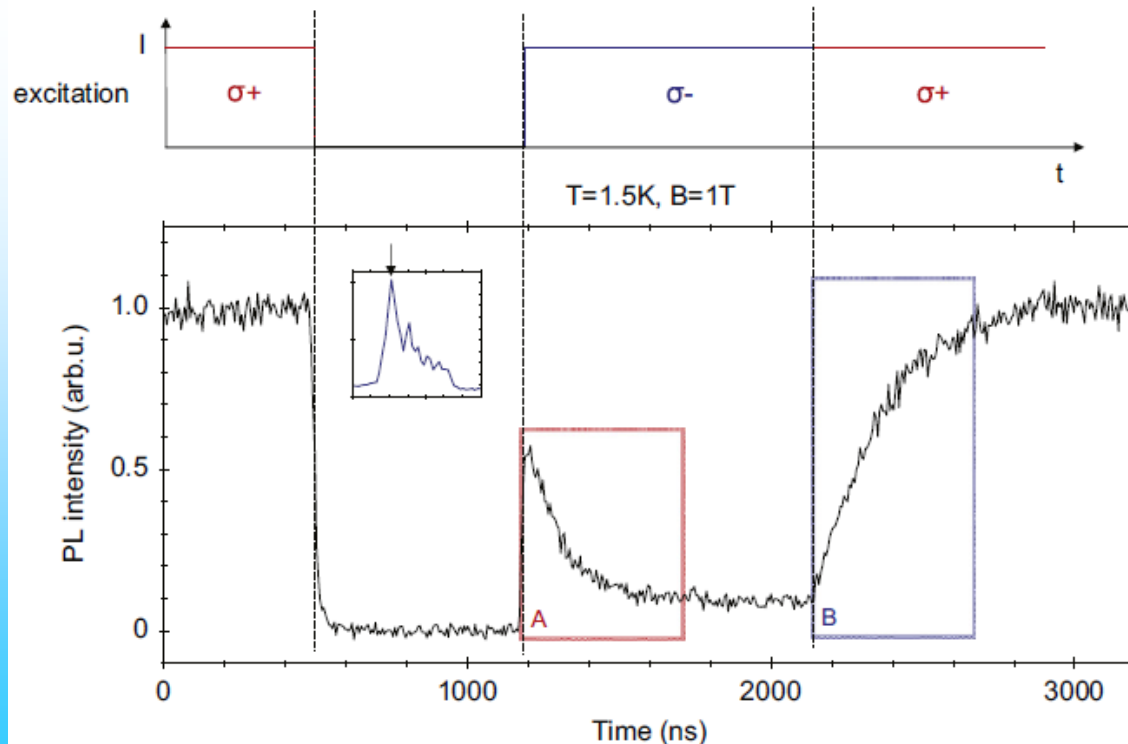 I
excitation
σ+
σ-
σ+
t
T=1.5K, B=1T
PL intensity (arb.u.)
1.0
0.5
0
A
B
0
1000
2000
3000
Time (ns)